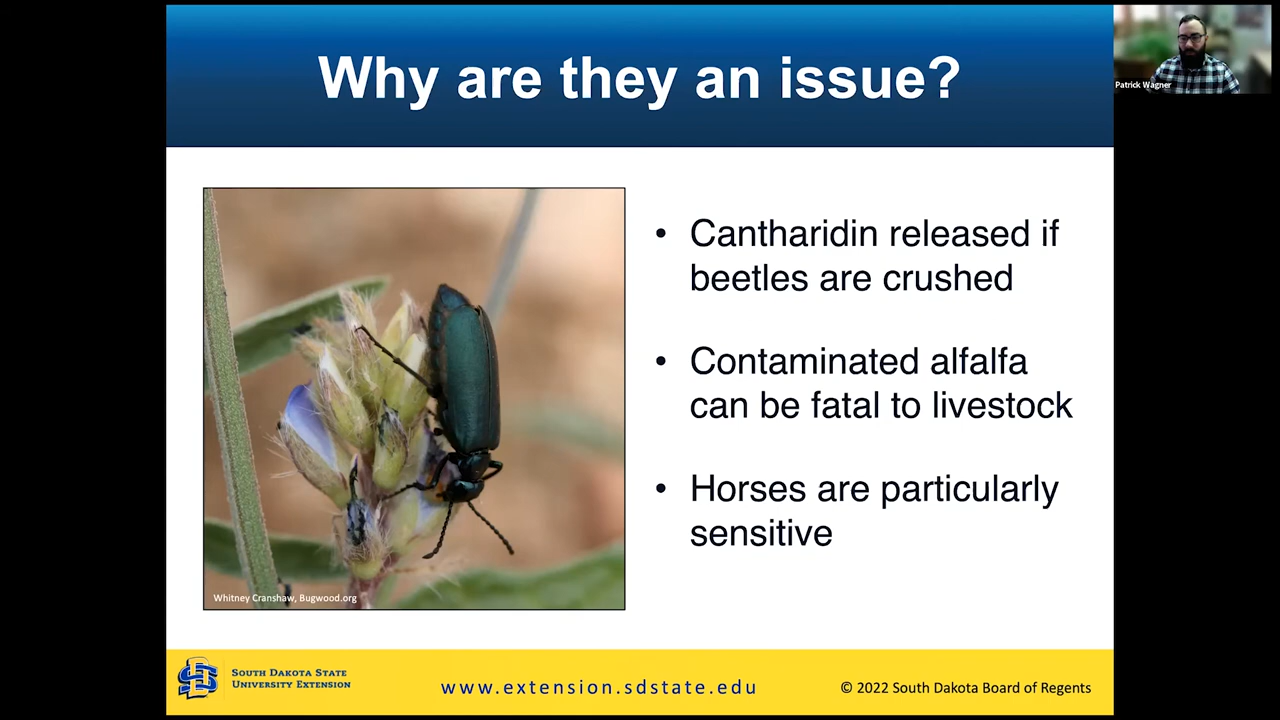 Why are they an issue?
Patrick Wagner
• Cantharidin released if
beetles are crushed
• Contaminated alfalfa
can be fatal to livestock
• Horses are particularly
sensitive
Whitney Cranshaw, Bugwood.org
SOUTH DAKOTA STATE
UNIVERSITY EXTENSION
www.extension.sdstate.edu
© 2022 South Dakota Board of Regents